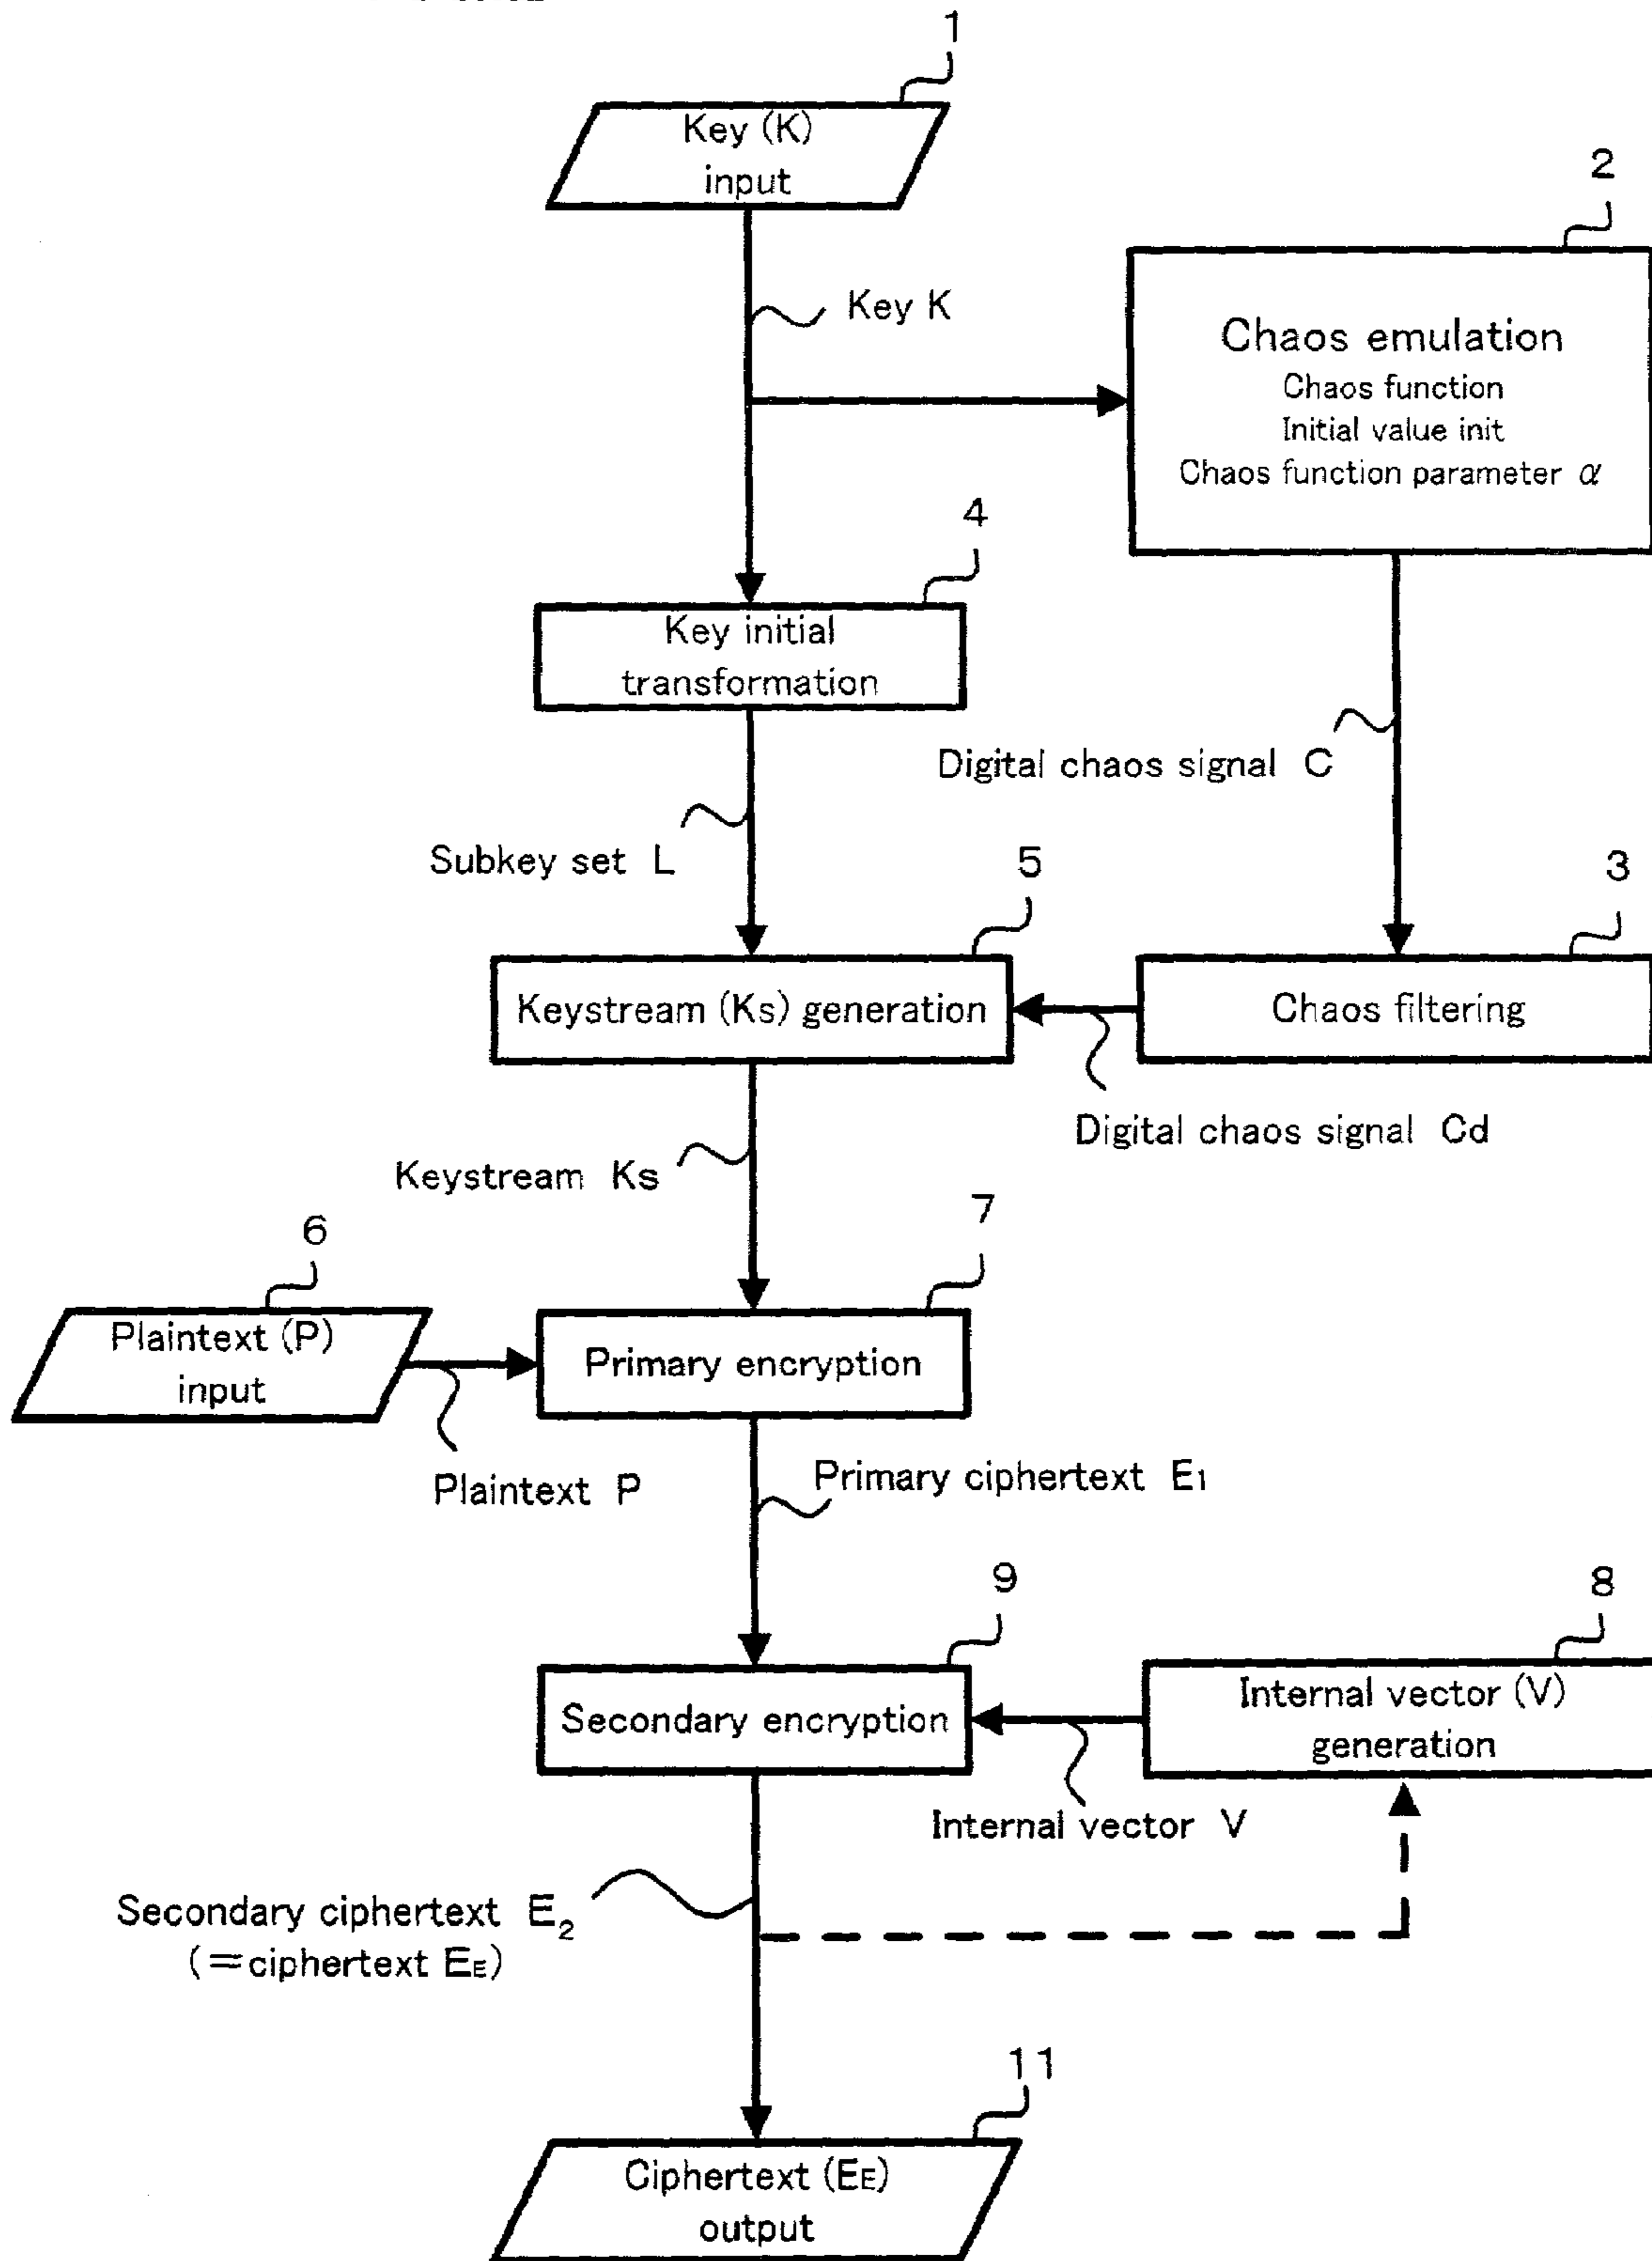 1
Key (K)
input
2
Key K
Chaos emulation
Chaos function
Initial value init
Chaos function parameter α
4
Key initial
transformation
Digital chaos signal C
Subkey set L
5
3
Keystream (Ks) generation
Chaos filtering
Digital chaos signal Cd
Keystream Ks
7
6
Plaintext (P)
input
Primary encryption
Plaintext P
Primary ciphertext E1
9
8
Secondary encryption
Internal vector (V)
generation
Internal vector V
Secondary ciphertext E2
(=ciphertext EE)
11
Ciphertext (EE)
output